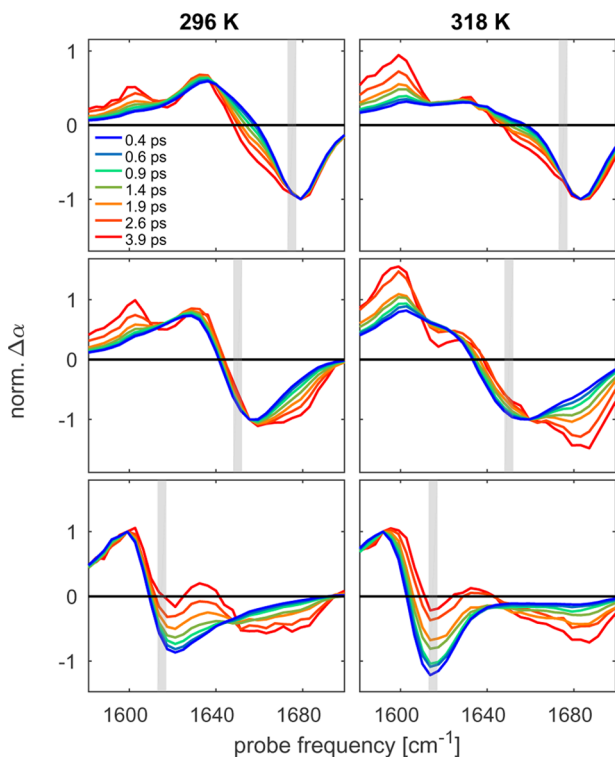 296 K
318 K
1
0
-1
0.4 ps
0.6 ps
0.9 ps
1.4 ps
1.9 ps
2.6 ps
3.9 ps
norm. Δα
1
0
-1
1
0
-1
1600
1640
1680
1600
1640
1680
probe frequency [cm⁻¹]